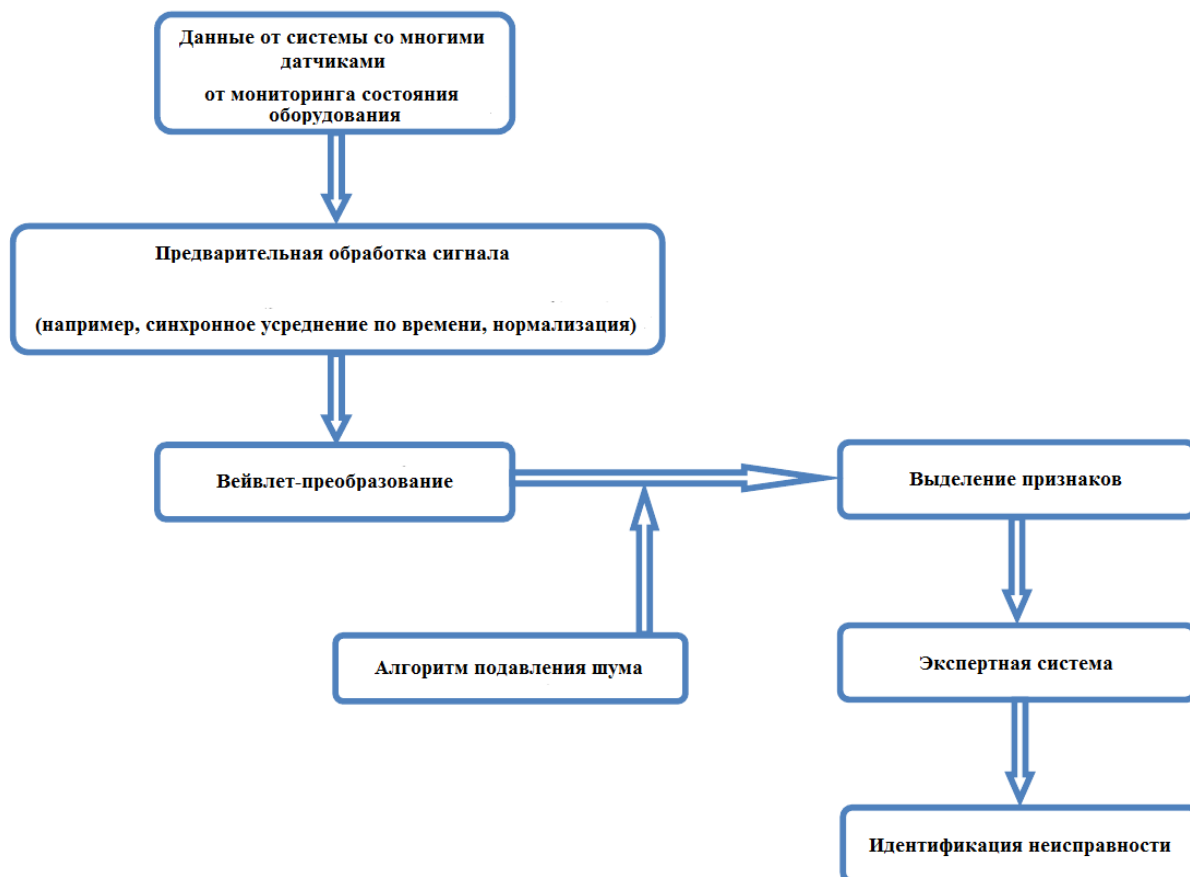 Данные от системы со многими
датчиками
от мониторинга состояния
оборудования
Предварительная обработка сигнала
(например, синхронное усреднение по времени, нормализация)
Вейвлет-преобразование
Выделение признаков
Алгоритм подавления шума
Экспертная система
Идентификация неисправности